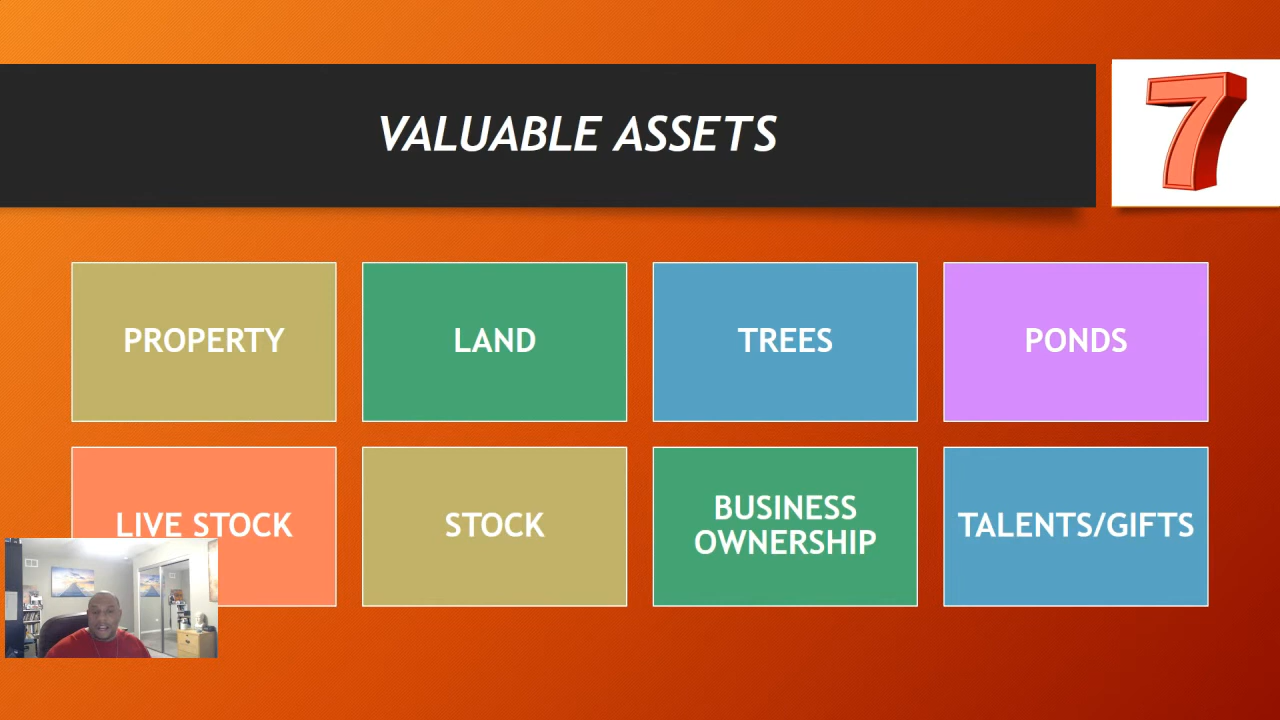 VALUABLE ASSETS
7
PROPERTY
LAND
TREES
PONDS
LIVE STOCK
STOCK
BUSINESS
OWNERSHIP
TALENTS/GIFTS